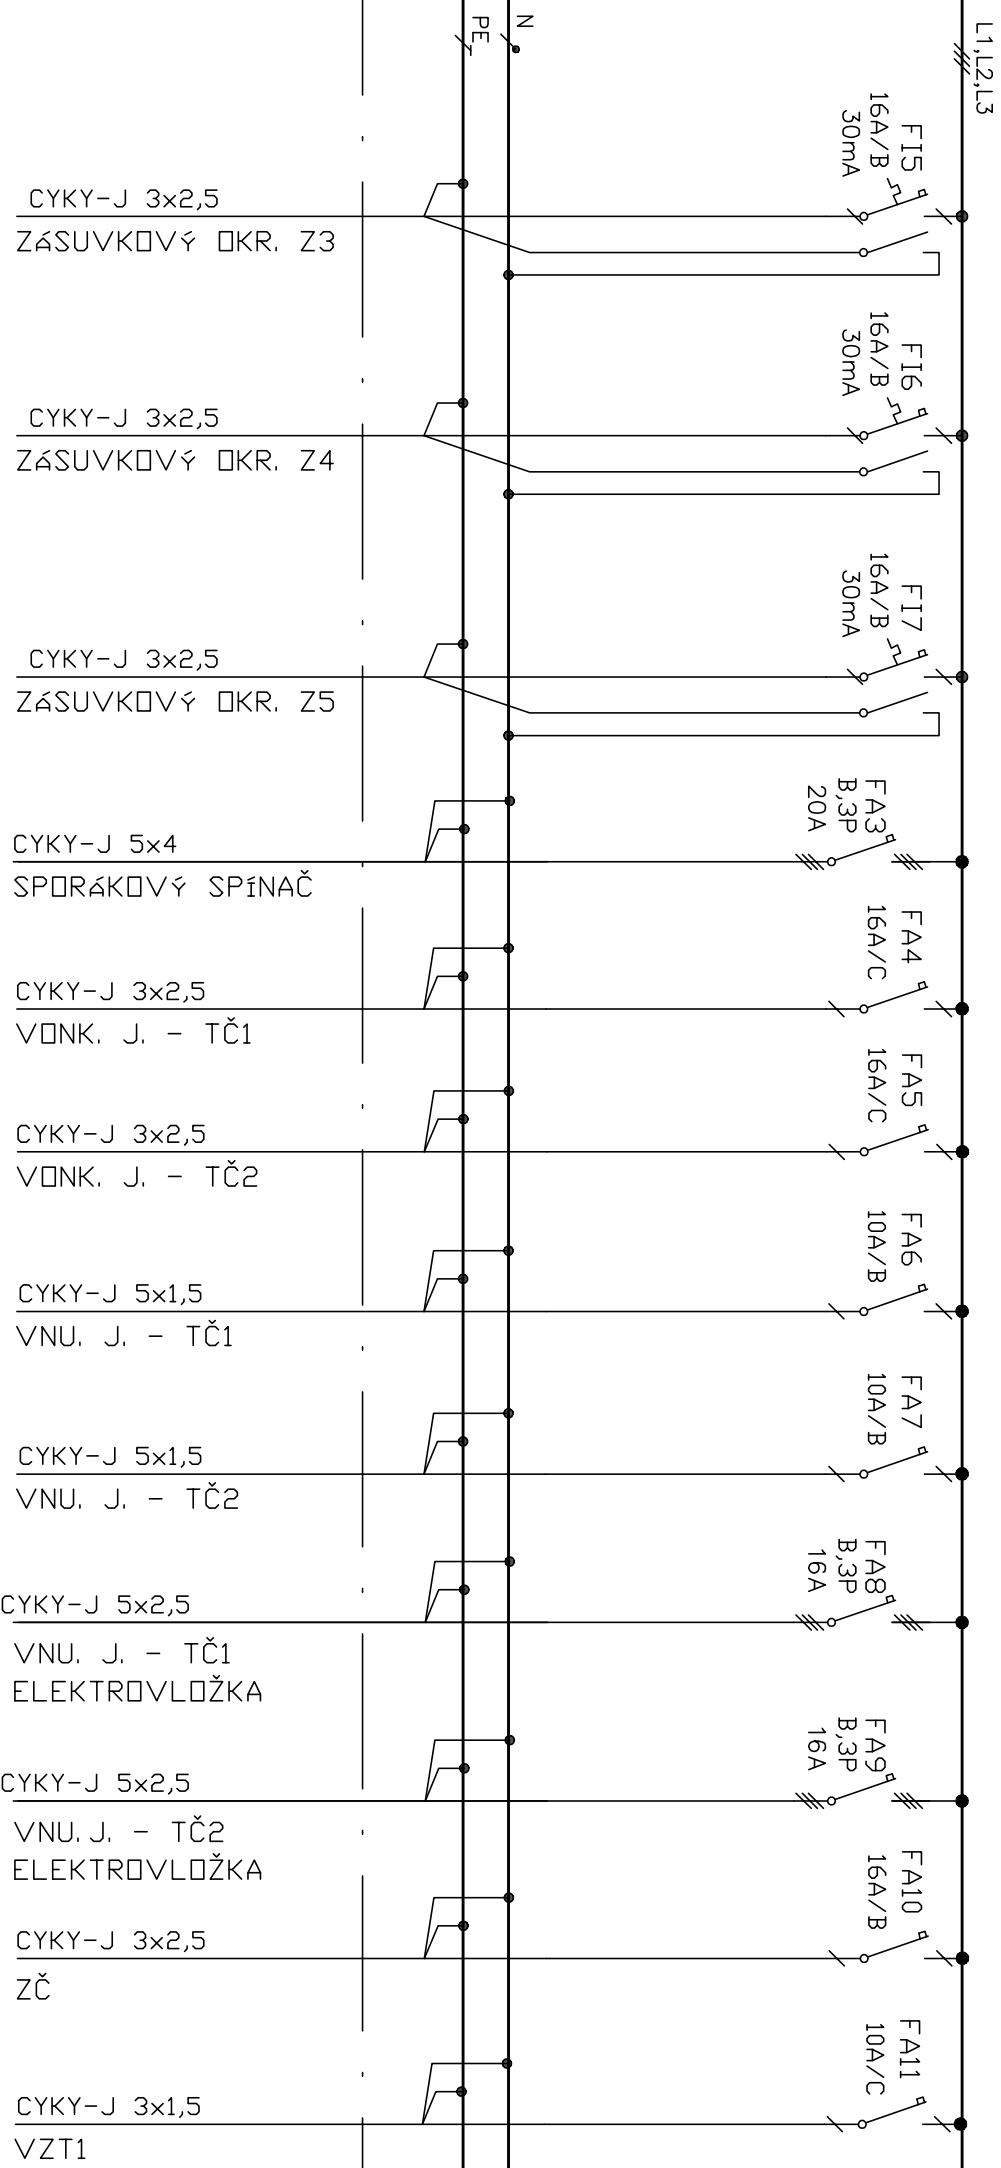 L1,L2,L3
N
PE
FI5
16A/B
30mA
CYKY-J 3x2,5
ZÁSUVKOVÝ OKR. Z3
FI6
16A/B
30mA
CYKY-J 3x2,5
ZÁSUVKOVÝ OKR. Z4
FI7
16A/B
30mA
CYKY-J 3x2,5
ZÁSUVKOVÝ OKR. Z5
FA3
B,3P
20A
CYKY-J 5x4
SPORÁKOVÝ SPÍNAČ
FA4
16A/C
CYKY-J 3x2,5
VONK. J. - TČ1
FA5
16A/C
CYKY-J 3x2,5
VONK. J. - TČ2
FA6
10A/B
CYKY-J 5x1,5
VNU. J. - TČ1
FA7
10A/B
CYKY-J 5x1,5
VNU. J. - TČ2
FA8
B,3P
16A
CYKY-J 5x2,5
VNU. J. - TČ1
ELEKTROVLOŽKA
FA9
B,3P
16A
CYKY-J 5x2,5
VNU. J. - TČ2
ELEKTROVLOŽKA
FA10
16A/B
CYKY-J 3x2,5
ZČ
FA11
10A/C
CYKY-J 3x1,5
VZT1